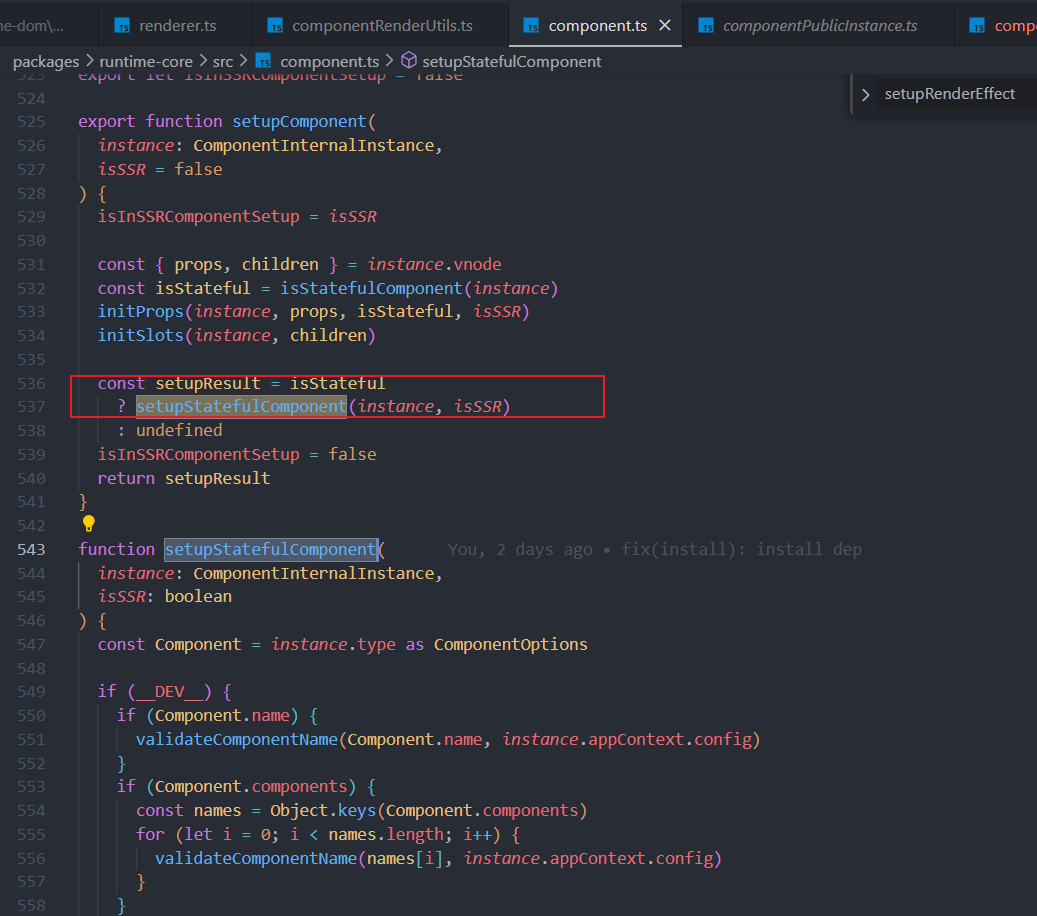 ne-dom\... renderer.ts componentRenderUtils.ts component.ts componentPublicInstance.ts compo
packages runtime-core src component.ts setupStatefulComponent
setupRenderEffect
523 export let isInSSRComponentSetup = false
524
525 export function setupComponent(
526 instance: ComponentInternalInstance,
527 isSSR = false
528 ) {
529 isInSSRComponentSetup = isSSR
530
531 const { props, children } = instance.vnode
532 const isStateful = isStatefulComponent(instance)
533 initProps(instance, props, isStateful, isSSR)
534 initSlots(instance, children)
535
536 const setupResult = isStateful
537 ? setupStatefulComponent(instance, isSSR)
538 : undefined
539 isInSSRComponentSetup = false
540 return setupResult
541 }
542
543 function setupStatefulComponent( You, 2 days ago • fix(install): install dep
544 instance: ComponentInternalInstance,
545 isSSR: boolean
546 ) {
547 const Component = instance.type as ComponentOptions
548
549 if (__DEV__) {
550 if (Component.name) {
551 validateComponentName(Component.name, instance.appContext.config)
552 }
553 if (Component.components) {
554 const names = Object.keys(Component.components)
555 for (let i = 0; i < names.length; i++) {
556 validateComponentName(names[i], instance.appContext.config)
557 }
558 }